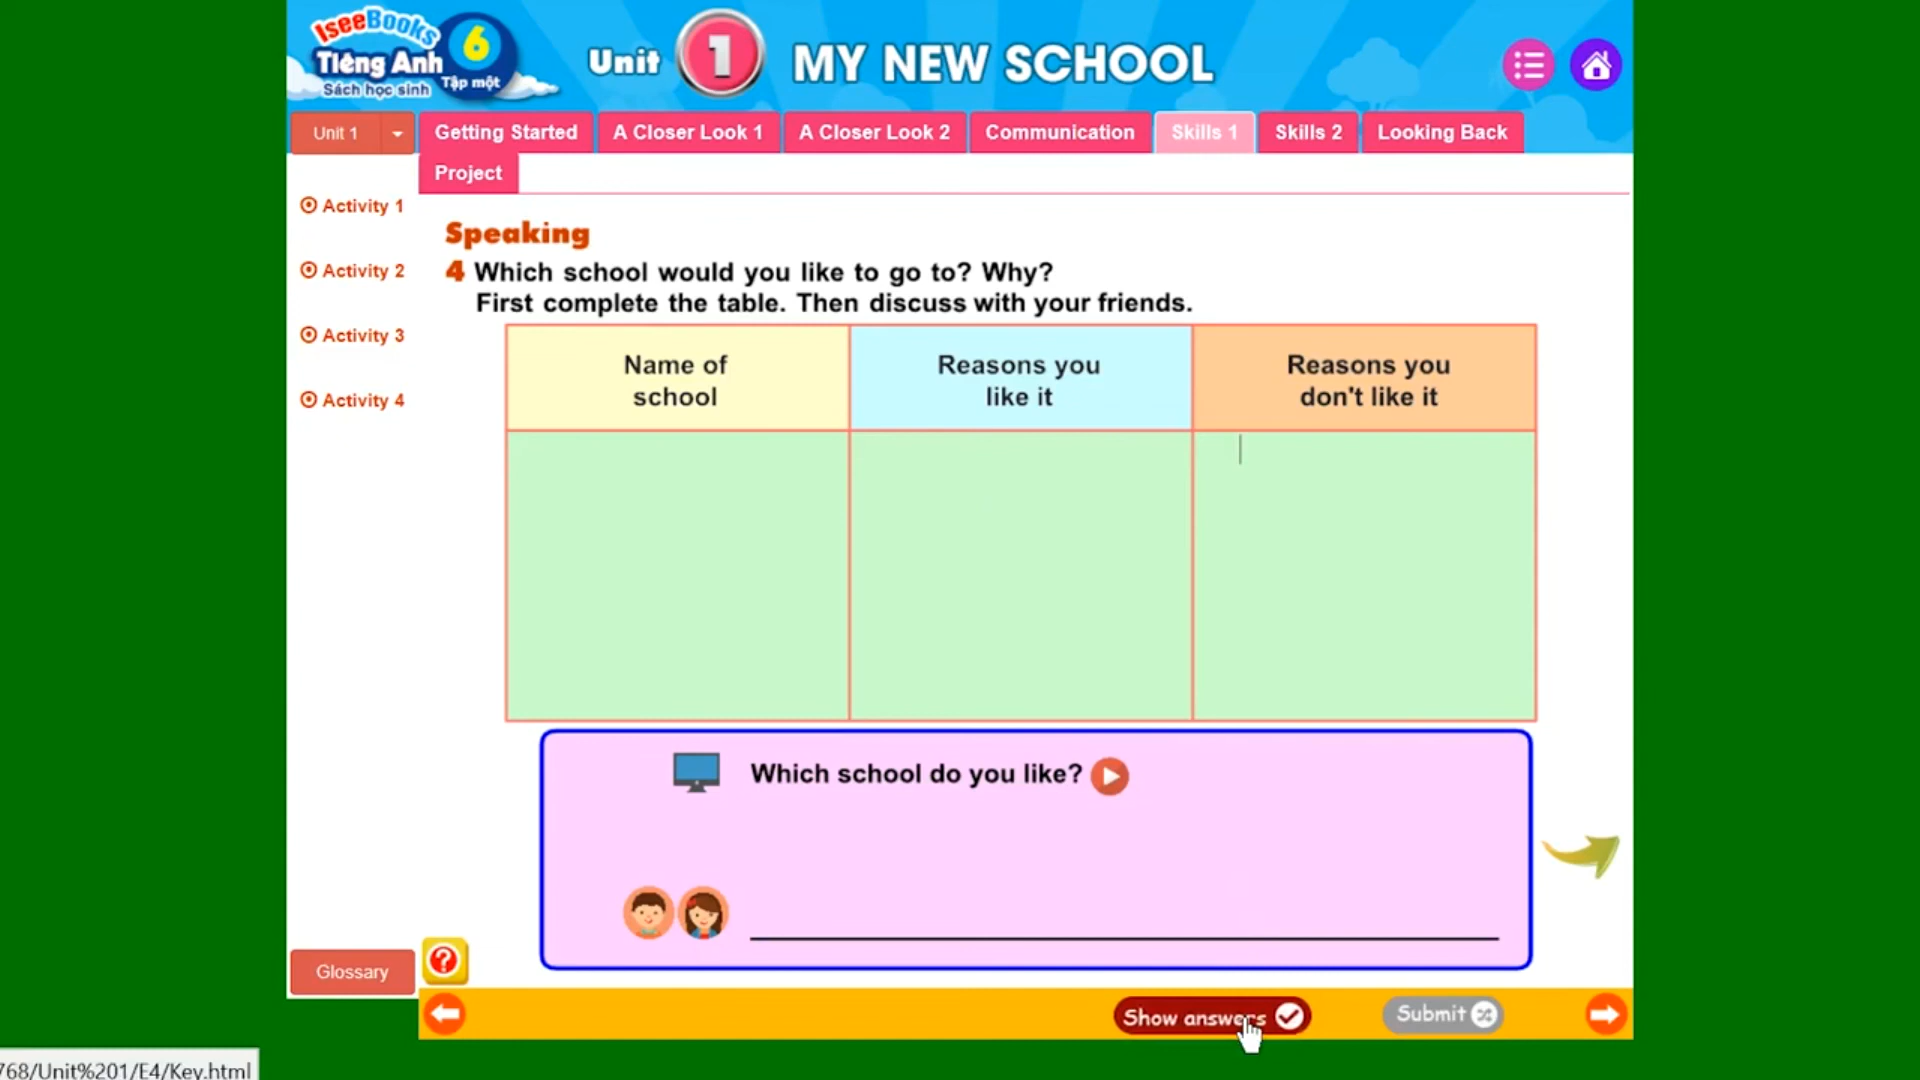 IseeBooks
Tiếng Anh 6
Sách học sinh Tập một
Unit 1 MY NEW SCHOOL
Unit 1
Getting Started
A Closer Look 1
A Closer Look 2
Communication
Skills 1
Skills 2
Looking Back
Project
Activity 1
Activity 2
Activity 3
Activity 4
Speaking
4 Which school would you like to go to? Why?
First complete the table. Then discuss with your friends.
Name of
school
Reasons you
like it
Reasons you
don't like it
Which school do you like?
Glossary
Show answers
Submit
768/Unit%201/E4/Key.html